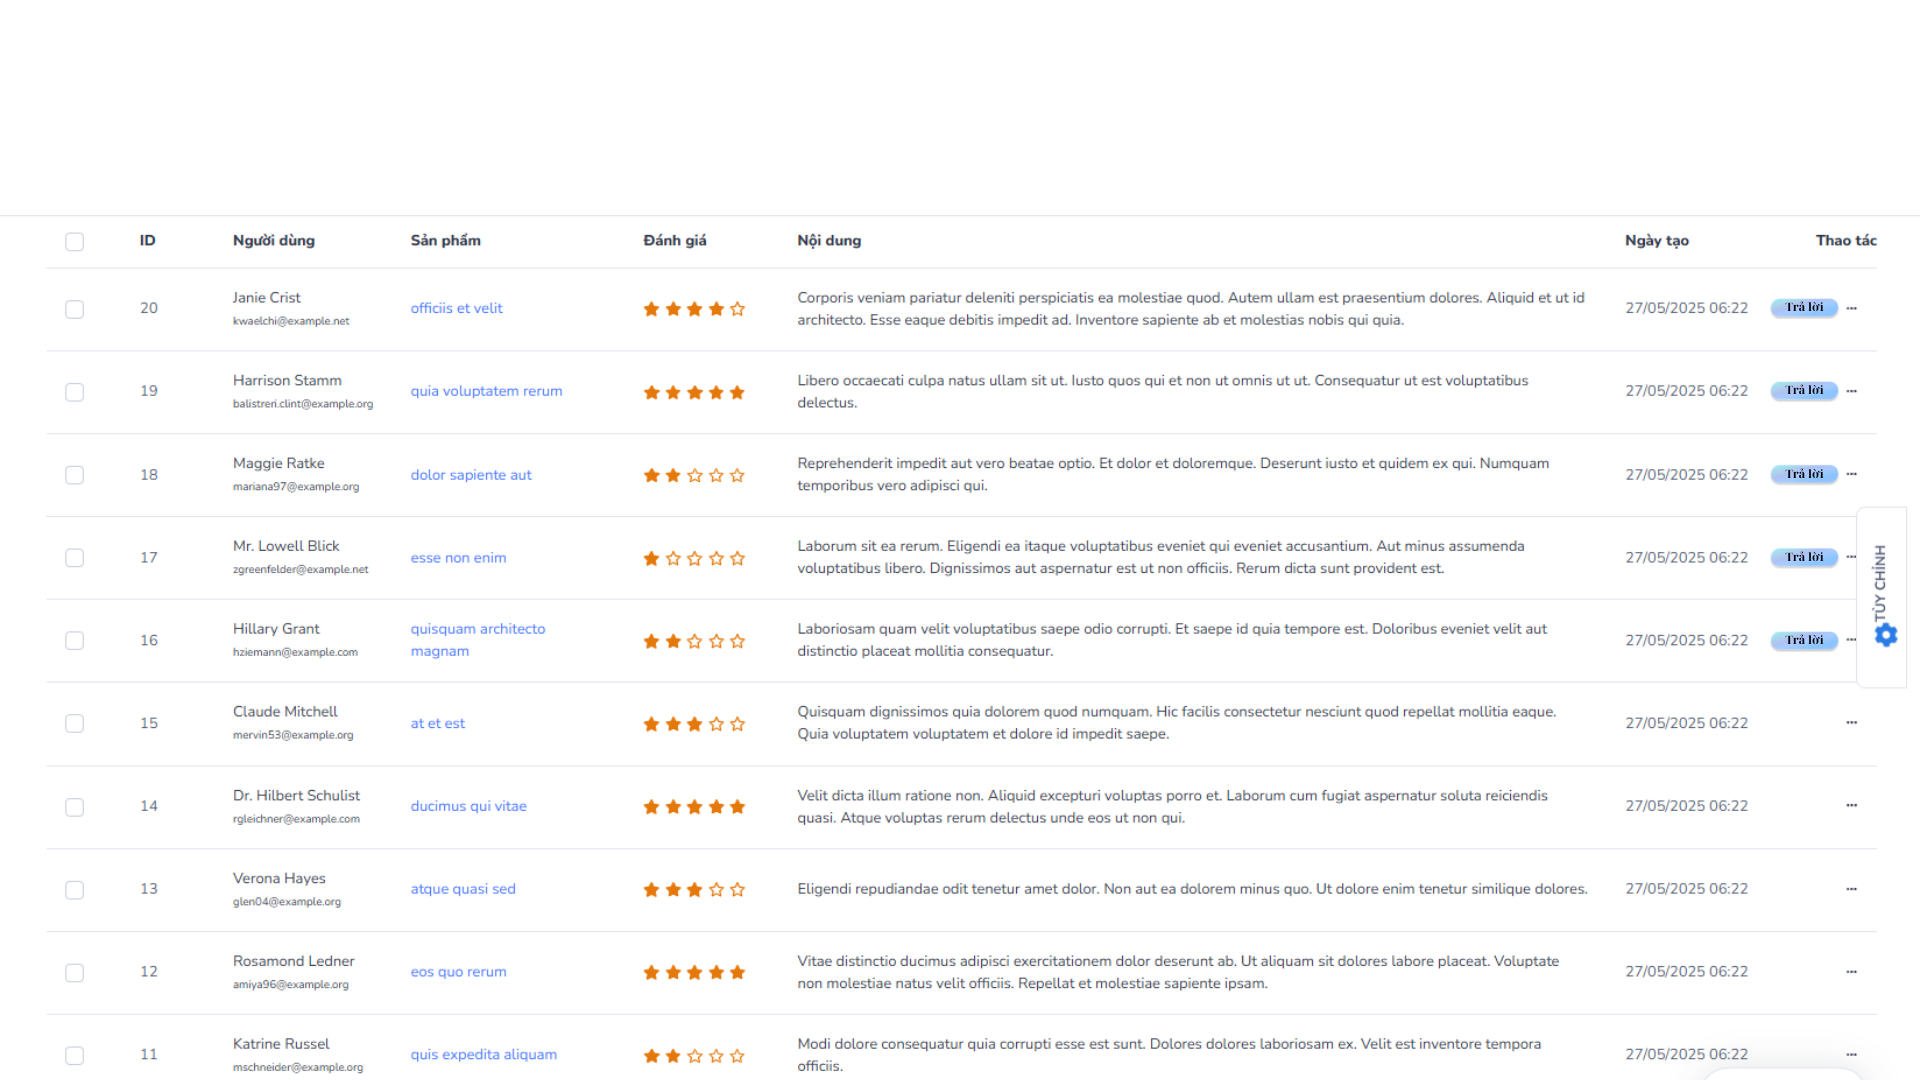 ID Người dùng Sản phẩm Đánh giá Nội dung Ngày tạo Thao tác
20 Janie Crist officiis et velit Corporis veniam pariatur deleniti perspiciatis ea molestiae quod. Autem ullam est praesentium dolores. Aliquid et ut id 27/05/2025 06:22 Trả lời ...
kwaelchi@example.net architecto. Esse eaque debitis impedit ad. Inventore sapiente ab et molestias nobis qui quia.
19 Harrison Stamm quia voluptatem rerum Libero occaecati culpa natus ullam sit ut. Iusto quos qui et non ut omnis ut ut. Consequatur ut est voluptatibus 27/05/2025 06:22 Trả lời ...
balistreri.clint@example.org delectus.
18 Maggie Ratke dolor sapiente aut Reprehenderit impedit aut vero beatae optio. Et dolor et doloremque. Deserunt iusto et quidem ex qui. Numquam 27/05/2025 06:22 Trả lời ...
mariana97@example.org temporibus vero adipisci qui.
17 Mr. Lowell Blick esse non enim Laborum sit ea rerum. Eligendi ea itaque voluptatibus eveniet qui eveniet accusantium. Aut minus assumenda 27/05/2025 06:22 Trả lời ...
zgreenfelder@example.net voluptatibus libero. Dignissimos aut aspernatur est ut non officiis. Rerum dicta sunt provident est.
TÙY CHỈNH
16 Hillary Grant quisquam architecto Laboriosam quam velit voluptatibus saepe odio corrupti. Et saepe id quia tempore est. Doloribus eveniet velit aut 27/05/2025 06:22 Trả lời ...
hziemann@example.com magnam distinctio placeat mollitia consequatur.
15 Claude Mitchell at et est Quisquam dignissimos quia dolorem quod numquam. Hic facilis consectetur nesciunt quod repellat mollitia eaque. 27/05/2025 06:22 ...
mervin53@example.org Quia voluptatem voluptatem et dolore id impedit saepe.
14 Dr. Hilbert Schulist ducimus qui vitae Velit dicta illum ratione non. Aliquid excepturi voluptas porro et. Laborum cum fugiat aspernatur soluta reiciendis 27/05/2025 06:22 ...
rgleichner@example.com quasi. Atque voluptas rerum delectus unde eos ut non qui.
13 Verona Hayes atque quasi sed Eligendi repudiandae odit tenetur amet dolor. Non aut ea dolorem minus quo. Ut dolore enim tenetur similique dolores. 27/05/2025 06:22 ...
glen04@example.org
12 Rosamond Ledner eos quo rerum Vitae distinctio ducimus adipisci exercitationem dolor deserunt ab. Ut aliquam sit dolores labore placeat. Voluptate 27/05/2025 06:22 ...
amiya96@example.org non molestiae natus velit officiis. Repellat et molestiae sapiente ipsam.
11 Katrine Russel quis expedita aliquam Modi dolore consequatur quia corrupti esse est sunt. Dolores dolores laboriosam ex. Velit est inventore tempora 27/05/2025 06:22 ...
mschneider@example.org officiis.